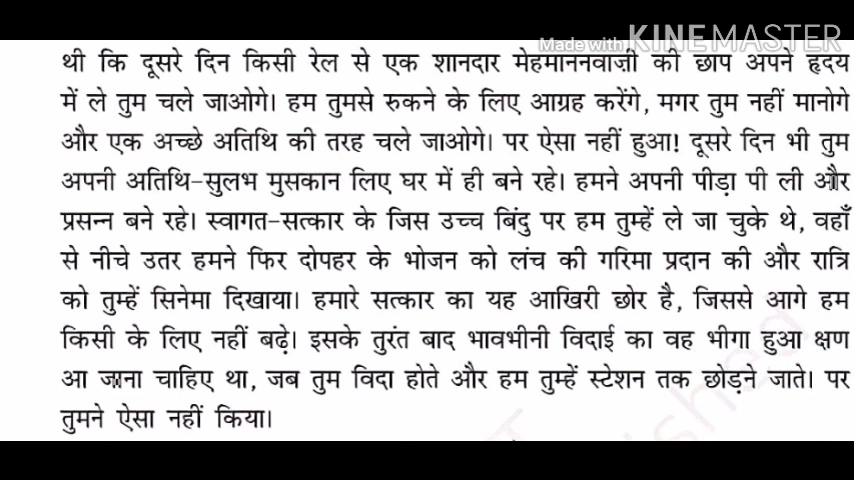 Made with KINEMASTER
थी कि दूसरे दिन किसी रेल से एक शानदार मेहमाननवाजी की छाप अपने हृदय
में ले तुम चले जाओगे। हम तुमसे रुकने के लिए आग्रह करेंगे, मगर तुम नहीं मानोगे
और एक अच्छे अतिथि की तरह चले जाओगे। पर ऐसा नहीं हुआ! दूसरे दिन भी तुम
अपनी अतिथि-सुलभ मुसकान लिए घर में ही बने रहे। हमने अपनी पीड़ा पी ली और
प्रसन्न बने रहे। स्वागत-सत्कार के जिस उच्च बिंदु पर हम तुम्हें ले जा चुके थे, वहाँ
से नीचे उतर हमने फिर दोपहर के भोजन को लंच की गरिमा प्रदान की और रात्रि
को तुम्हें सिनेमा दिखाया। हमारे सत्कार का यह आखिरी छोर है, जिससे आगे हम
किसी के लिए नहीं बढ़े। इसके तुरंत बाद भावभीनी विदाई का वह भीगा हुआ क्षण
आ जाना चाहिए था, जब तुम विदा होते और हम तुम्हें स्टेशन तक छोड़ने जाते। पर
तुमने ऐसा नहीं किया।